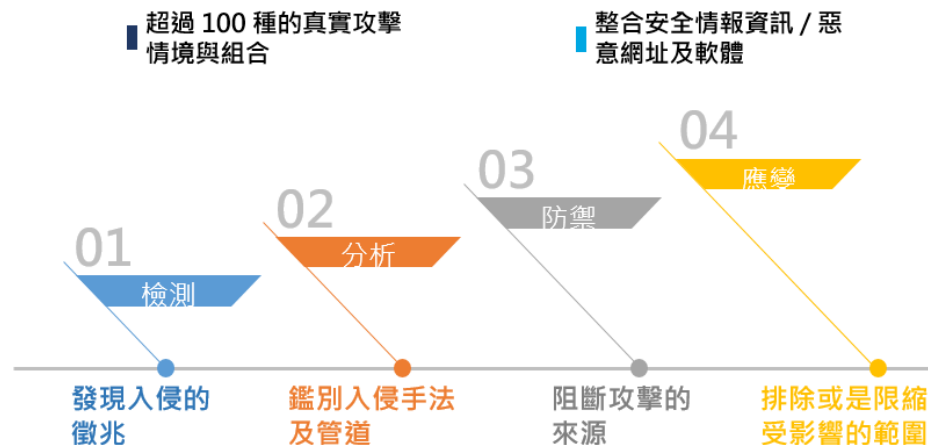 超過 100 種的真實攻擊
情境與組合
整合安全情報資訊 / 惡
意網址及軟體
01
檢測
發現入侵的
徵兆
02
分析
鑑別入侵手法
及管道
03
防禦
阻斷攻擊的
來源
04
應變
排除或是限縮
受影響的範圍